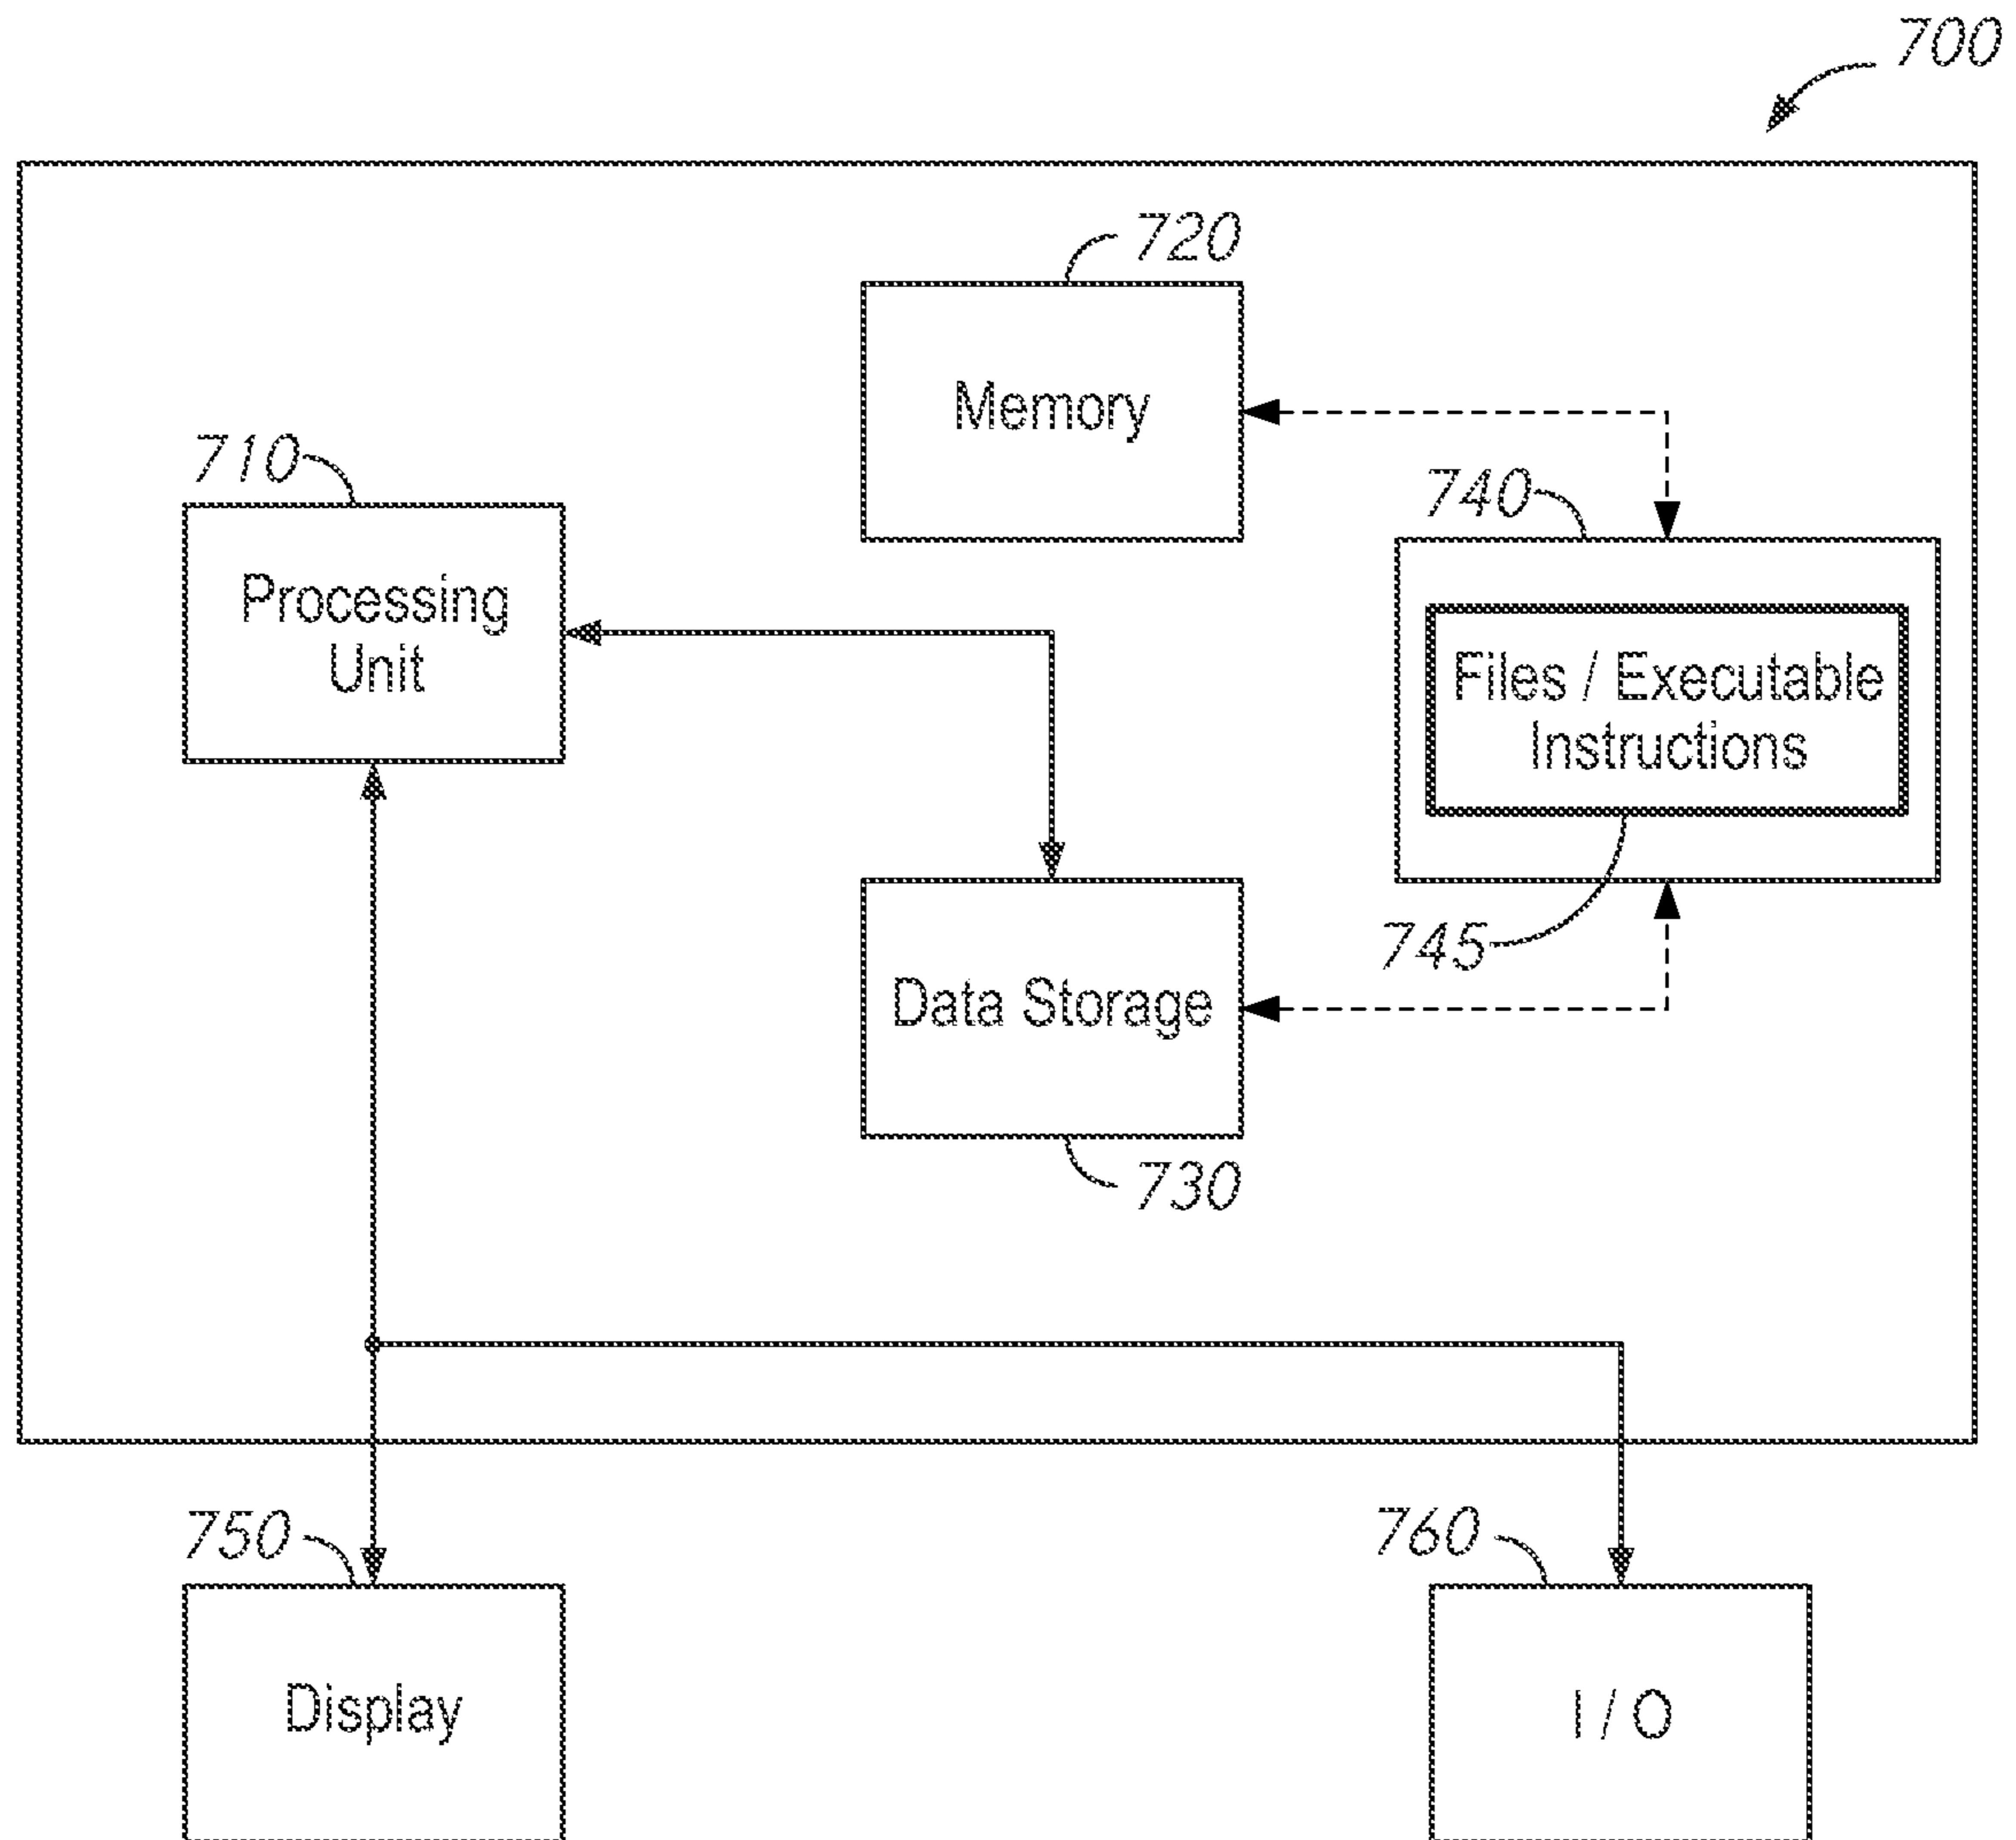 700
720
Memory
710
Processing
Unit
740
Files / Executable
Instructions
745
Data Storage
730
750
Display
760
I / O